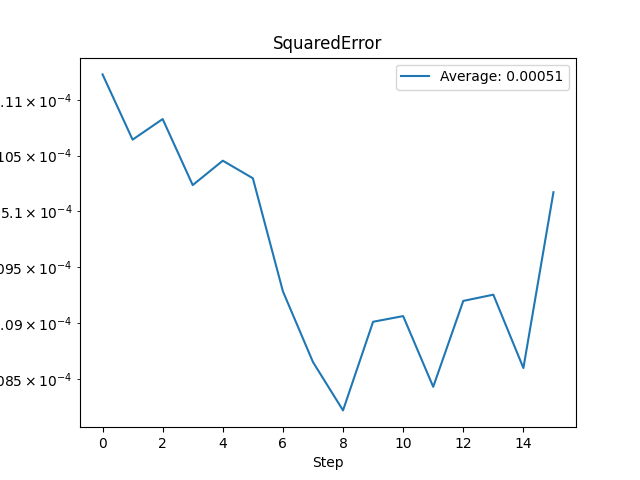 SquaredError
Average: 0.00051
.11 × 10⁻⁴
105 × 10⁻⁴
5.1 × 10⁻⁴
095 × 10⁻⁴
.09 × 10⁻⁴
085 × 10⁻⁴
0 2 4 6 8 10 12 14
Step